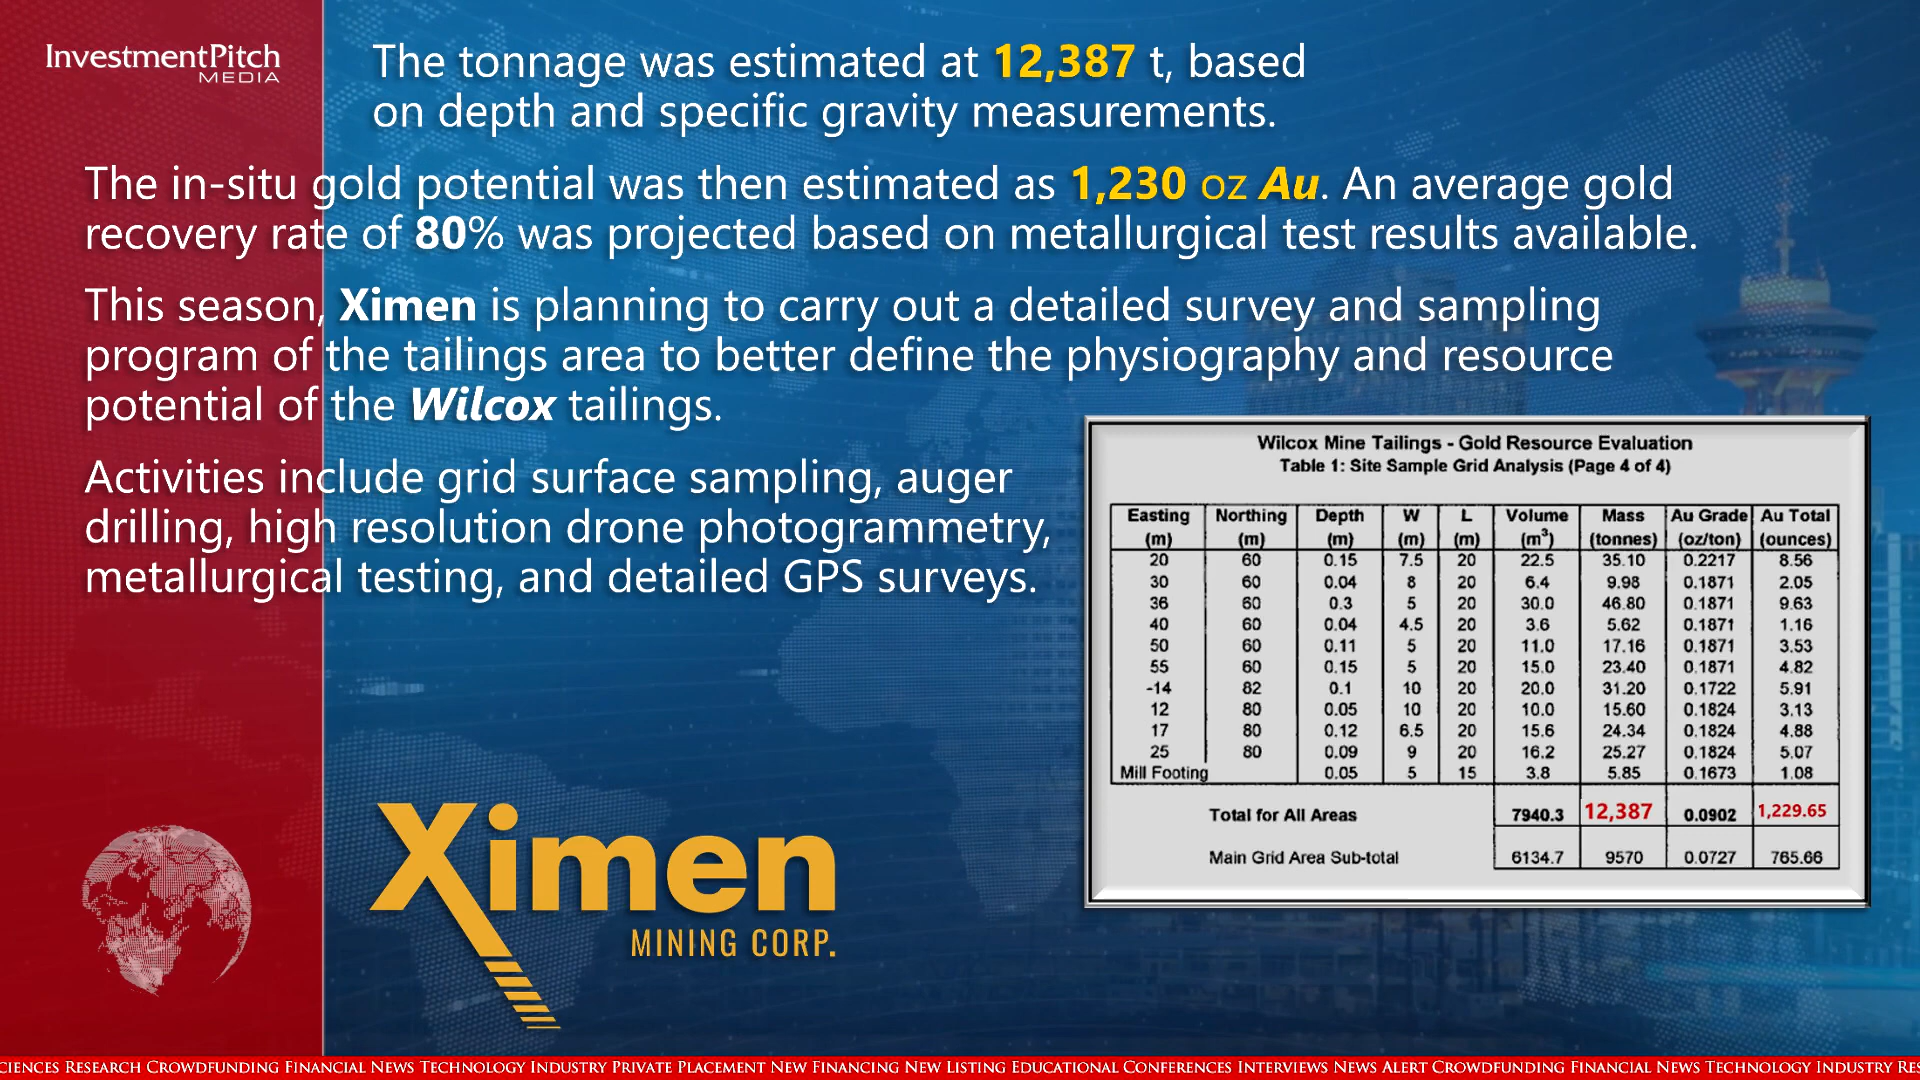 InvestmentPitch
MEDIA
The tonnage was estimated at 12,387 t, based
on depth and specific gravity measurements.
The in-situ gold potential was then estimated as 1,230 oz Au. An average gold
recovery rate of 80% was projected based on metallurgical test results available.
This season, Ximen is planning to carry out a detailed survey and sampling
program of the tailings area to better define the physiography and resource
potential of the Wilcox tailings.
Activities include grid surface sampling, auger
drilling, high resolution drone photogrammetry,
metallurgical testing, and detailed GPS surveys.
Wilcox Mine Tailings - Gold Resource Evaluation
Table 1: Site Sample Grid Analysis (Page 4 of 4)
Easting Northing Depth W L Volume Mass Au Grade Au Total
(m) (m) (m) (m) (m) (m³) (tonnes) (oz/ton) (ounces)
20 60 0.15 7.5 20 22.5 35.10 0.2217 8.56
30 60 0.04 8 20 6.4 9.98 0.1871 2.05
36 60 0.3 5 20 30.0 46.80 0.1871 9.63
40 60 0.04 4.5 20 3.6 5.62 0.1871 1.16
50 60 0.11 5 20 11.0 17.16 0.1871 3.53
55 60 0.15 5 20 15.0 23.40 0.1871 4.82
-14 82 0.1 10 20 20.0 31.20 0.1722 5.91
12 80 0.05 10 20 10.0 15.60 0.1824 3.13
17 80 0.12 6.5 20 15.6 24.34 0.1824 4.88
25 80 0.09 9 20 16.2 25.27 0.1824 5.07
Mill Footing 0.05 5 15 3.8 5.85 0.1673 1.08
Total for All Areas 7940.3 12,387 0.0902 1,229.65
Main Grid Area Sub-total 6134.7 9570 0.0727 765.66
Ximen
MINING CORP.
CIENCES RESEARCH CROWDFUNDING FINANCIAL NEWS TECHNOLOGY INDUSTRY PRIVATE PLACEMENT NEW FINANCING NEW LISTING EDUCATIONAL CONFERENCES INTERVIEWS NEWS ALERT CROWDFUNDING FINANCIAL NEWS TECHNOLOGY INDUSTRY RES